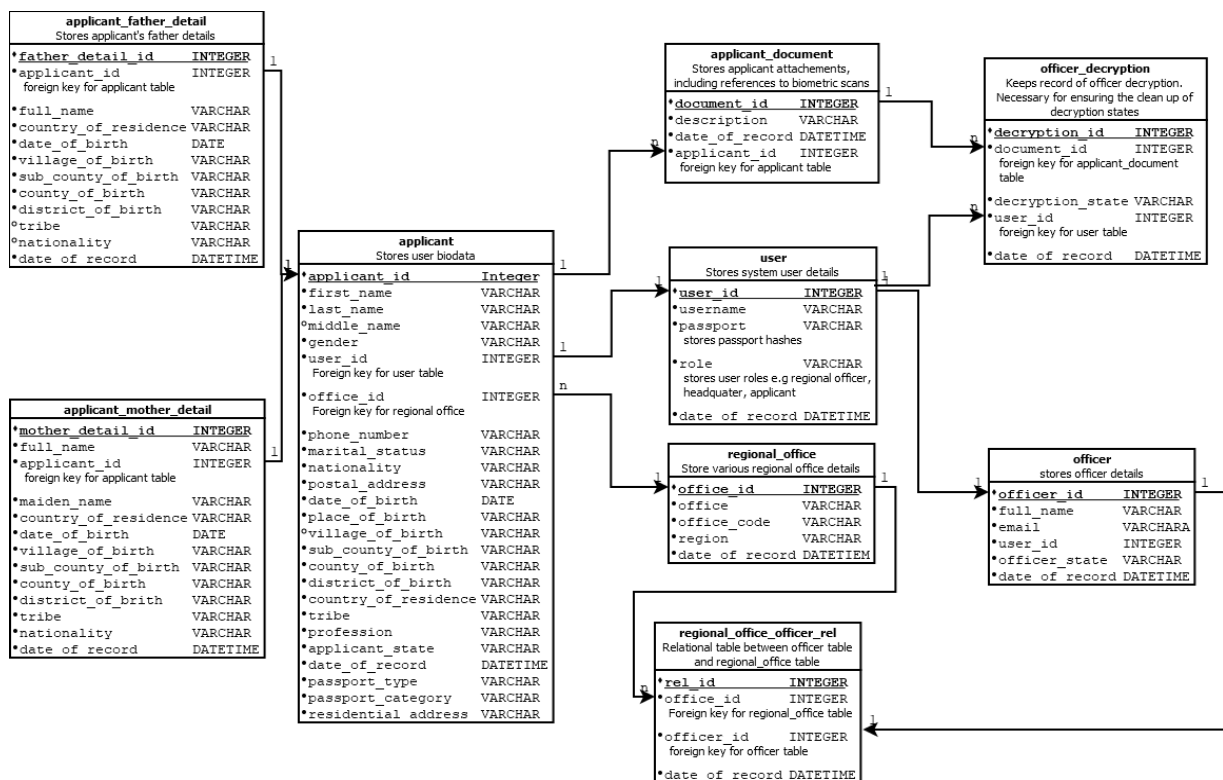 applicant_father_detail
Stores applicant's father details
father_detail_id INTEGER
applicant_id INTEGER
foreign key for applicant table
full_name VARCHAR
country_of_residence VARCHAR
date_of_birth DATE
village_of_birth VARCHAR
sub_county_of_birth VARCHAR
county_of_birth VARCHAR
district_of_birth VARCHAR
tribe VARCHAR
nationality VARCHAR
date of record DATETIME
1
1
applicant_mother_detail
mother_detail_id INTEGER
full_name VARCHAR
applicant_id INTEGER
foreign key for applicant table
maiden_name VARCHAR
country_of_residence VARCHAR
date_of_birth DATE
village_of_birth VARCHAR
sub_county_of_birth VARCHAR
county_of_birth VARCHAR
district_of_brith VARCHAR
tribe VARCHAR
nationality VARCHAR
date of record DATETIME
1
applicant
Stores user biodata
applicant_id Integer
first_name VARCHAR
last_name VARCHAR
middle_name VARCHAR
gender VARCHAR
user_id INTEGER
Foreign key for user table
office_id INTEGER
Foreign key for regional office
phone_number VARCHAR
marital_status VARCHAR
nationality VARCHAR
postal_address VARCHAR
date_of_birth DATE
place_of_birth VARCHAR
village_of_birth VARCHAR
sub_county_of_birth VARCHAR
county_of_birth VARCHAR
district_of_birth VARCHAR
country_of_residence VARCHAR
tribe VARCHAR
profession VARCHAR
applicant_state VARCHAR
date_of_record DATETIME
passport_type VARCHAR
passport_category VARCHAR
residential address VARCHAR
1
1
n
applicant_document
Stores applicant attachements,
including references to biometric scans
document_id INTEGER
description VARCHAR
date_of_record DATETIME
applicant_id INTEGER
foreign key for applicant table
n
1
user
Stores system user details
user_id INTEGER
username VARCHAR
passport VARCHAR
stores passport hashes
role VARCHAR
stores user roles e.g regional officer,
headquater, applicant
date of record DATETIME
1
1
1
regional_office
Store various regional office details
office_id INTEGER
office VARCHAR
office_code VARCHAR
region VARCHAR
date of record DATETIEM
1
1
regional_office_officer_rel
Relational table between officer table
and regional_office table
rel_id INTEGER
office_id INTEGER
Foreign key for regional_office table
officer_id INTEGER
foreign key for officer table
date of record DATETIME
n
1
officer_decryption
Keeps record of officer decryption.
Necessary for ensuring the clean up of
decryption states
decryption_id INTEGER
document_id INTEGER
foreign key for applicant_document
table
decryption_state VARCHAR
user_id INTEGER
foreign key for user table
date of record DATETIME
n
n
officer
stores officer details
officer_id INTEGER
full_name VARCHAR
email VARCHARA
user_id INTEGER
officer_state VARCHAR
date of record DATETIME
1
1